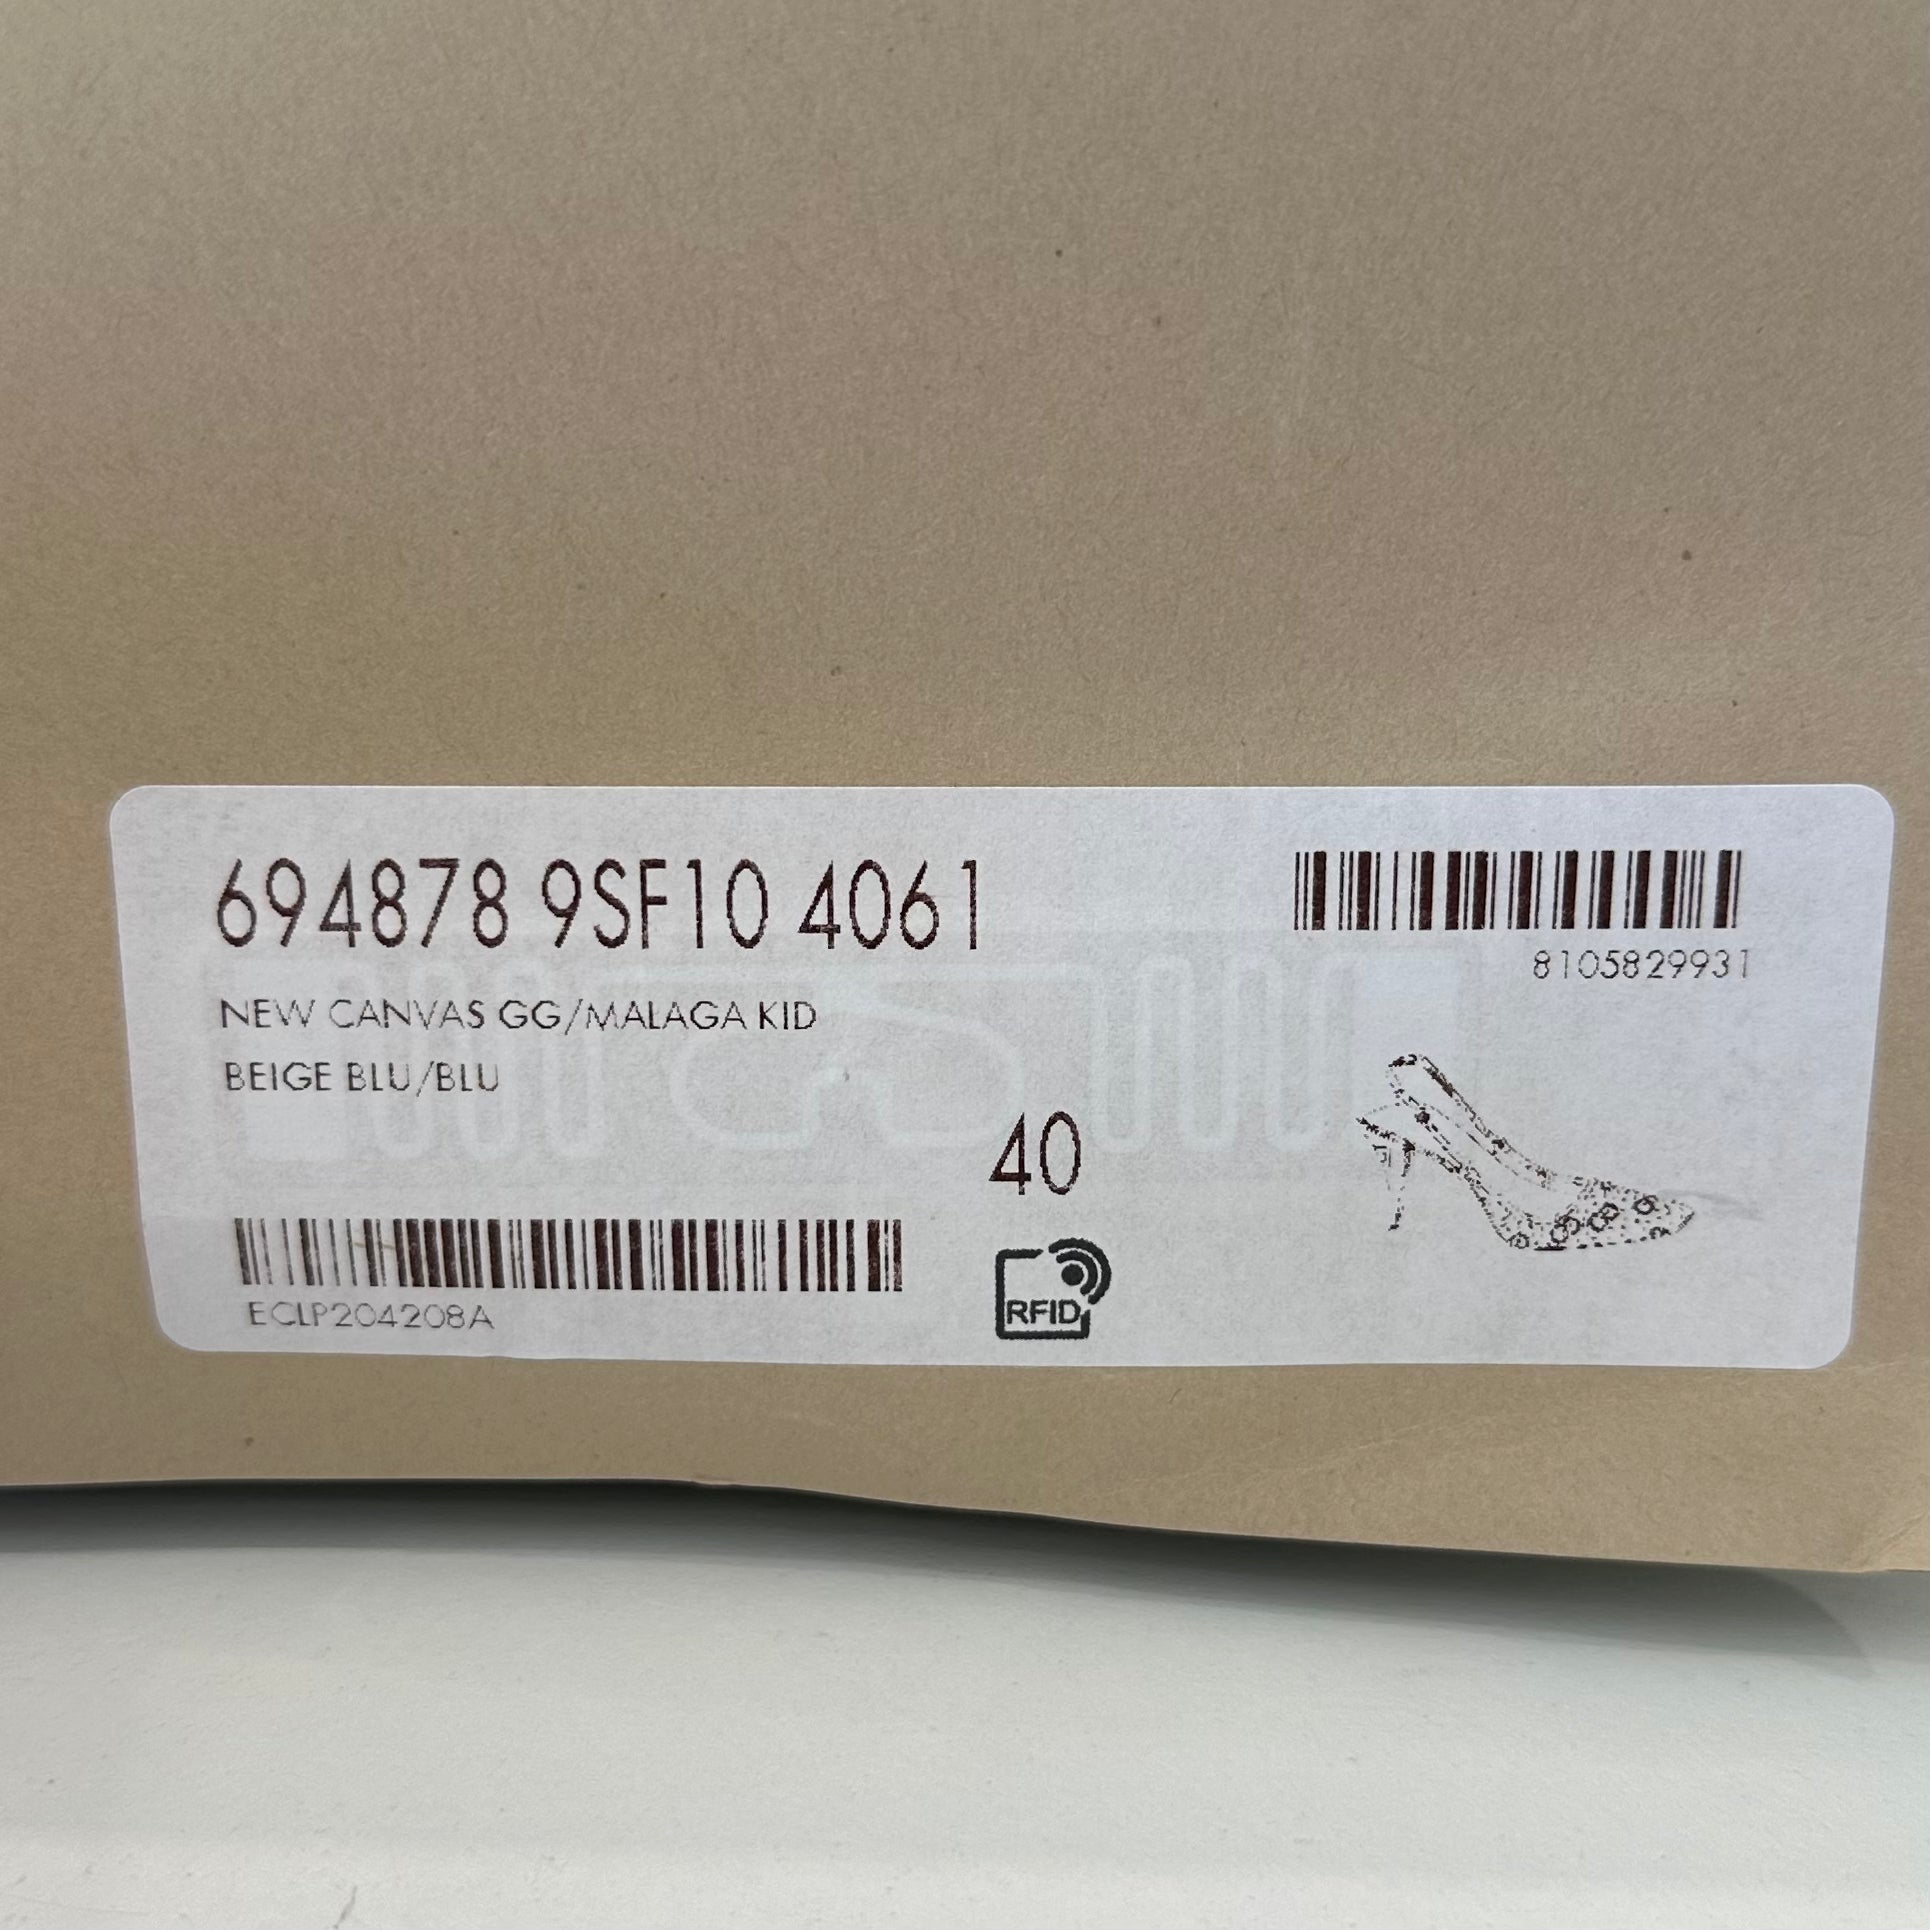 694878 9SF10 4061
8105829931
NEW CANVAS GG/MALAGA KID
BEIGE BLU/BLU
40
ECLP204208A
RFID